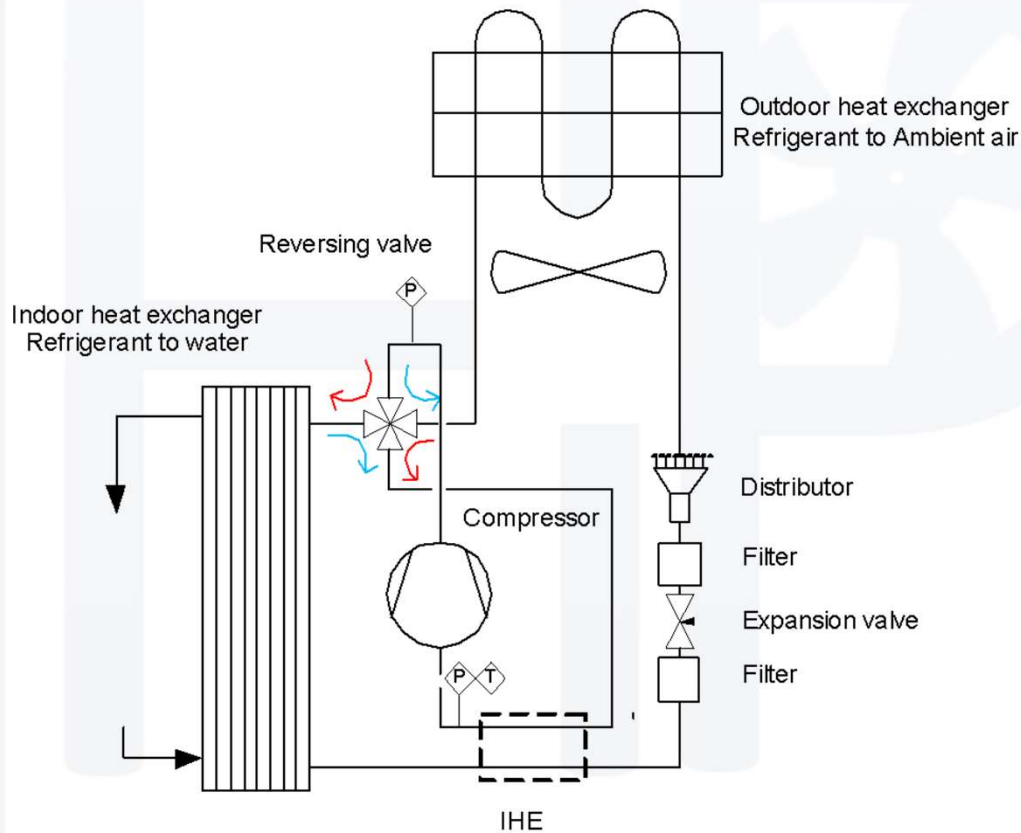 Outdoor heat exchanger
Refrigerant to Ambient air
Reversing valve
P
Indoor heat exchanger
Refrigerant to water
Distributor
Compressor
Filter
Expansion valve
P T
Filter
IHE